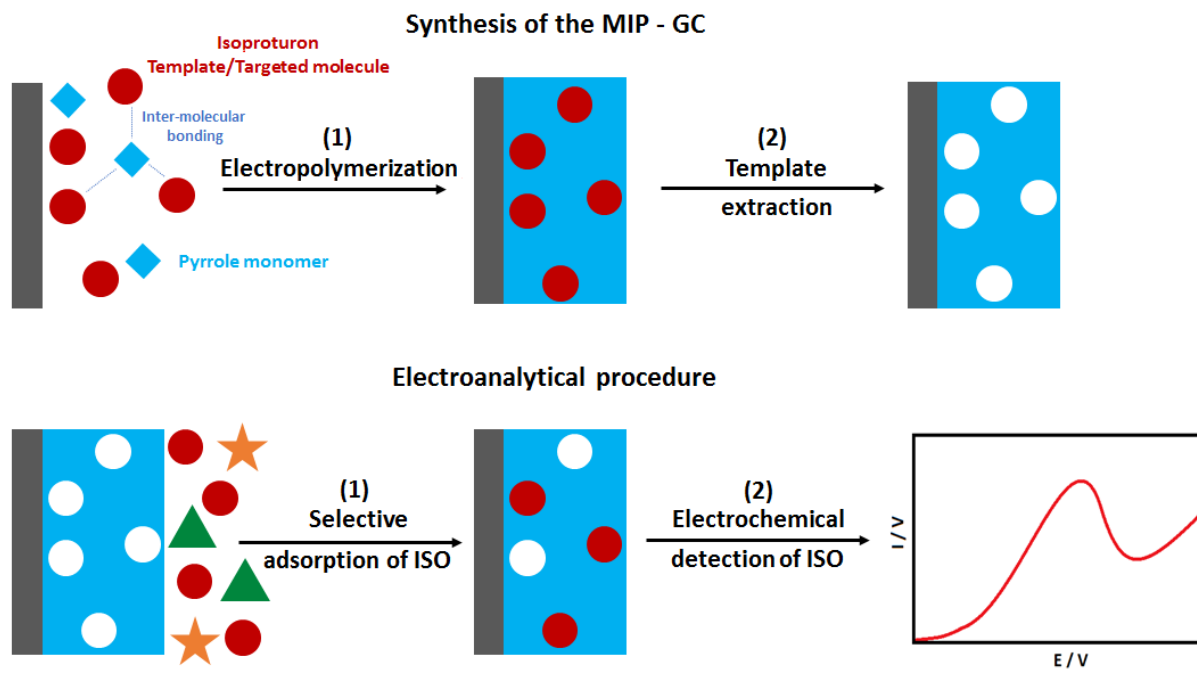 Synthesis of the MIP - GC
Isoproturon
Template/Targeted molecule
Inter-molecular
bonding
Pyrrole monomer
(1)
Electropolymerization
(2)
Template
extraction
Electroanalytical procedure
(1)
Selective
adsorption of ISO
(2)
Electrochemical
detection of ISO
I / V
E / V